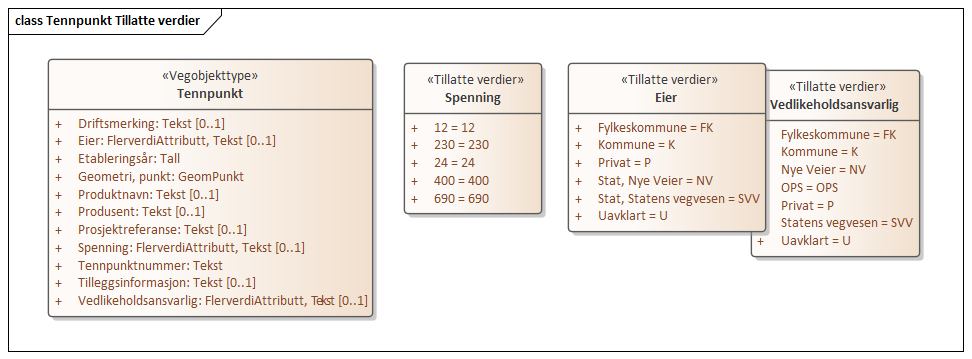 class Tennpunkt Tillatte verdier
«Vegobjekttype»
Tennpunkt
+ Driftsmerking: Tekst [0..1]
+ Eier: FlerverdiAttributt, Tekst [0..1]
+ Etableringsår: Tall
+ Geometri, punkt: GeomPunkt
+ Produktnavn: Tekst [0..1]
+ Produsent: Tekst [0..1]
+ Prosjektreferanse: Tekst [0..1]
+ Spenning: FlerverdiAttributt, Tekst [0..1]
+ Tennpunktnummer: Tekst
+ Tilleggsinformasjon: Tekst [0..1]
+ Vedlikeholdsansvarlig: FlerverdiAttributt, Tekst [0..1]
«Tillatte verdier»
Spenning
+ 12 = 12
+ 230 = 230
+ 24 = 24
+ 400 = 400
+ 690 = 690
«Tillatte verdier»
Eier
+ Fylkeskommune = FK
+ Kommune = K
+ Privat = P
+ Stat, Nye Veier = NV
+ Stat, Statens vegvesen = SVV
+ Uavklart = U
«Tillatte verdier»
Vedlikeholdsansvarlig
Fylkeskommune = FK
Kommune = K
Nye Veier = NV
OPS = OPS
Privat = P
Statens vegvesen = SVV
+ Uavklart = U